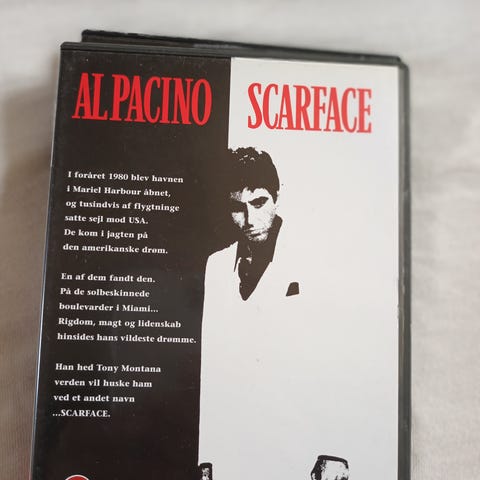 AL PACINO SCARFACE
I foråret 1980 blev havnen
i Mariel Harbour åbnet,
og tusindvis af flygtninge
satte sejl mod USA.
De kom i jagten på
den amerikanske drøm.
En af dem fandt den.
På de solbeskinnede
boulevarder i Miami...
Rigdom, magt og lidenskab
hinsides hans vildeste drømme.
Han hed Tony Montana
verden vil huske ham
ved et andet navn
...SCARFACE.